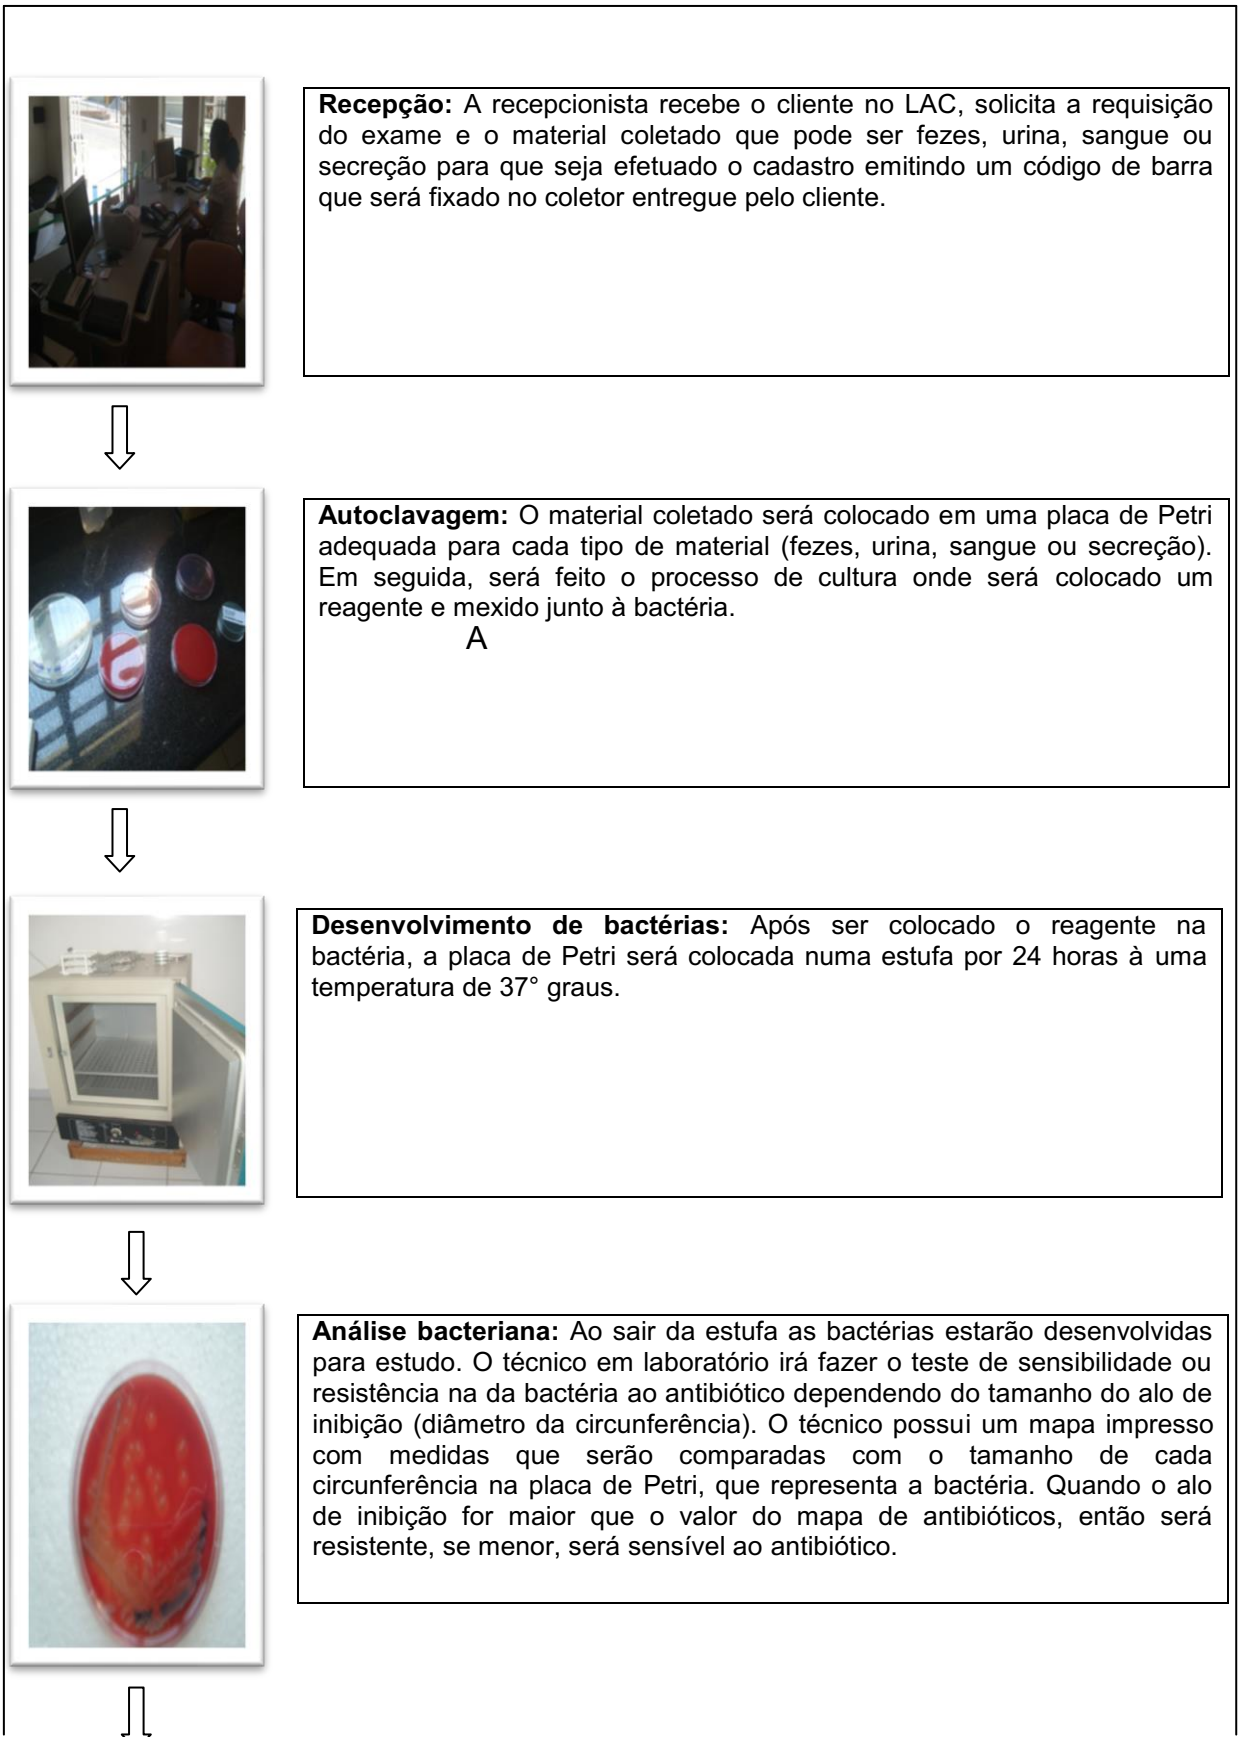 Recepção: A recepcionista recebe o cliente no LAC, solicita a requisição
do exame e o material coletado que pode ser fezes, urina, sangue ou
secreção para que seja efetuado o cadastro emitindo um código de barra
que será fixado no coletor entregue pelo cliente.
Autoclavagem: O material coletado será colocado em uma placa de Petri
adequada para cada tipo de material (fezes, urina, sangue ou secreção).
Em seguida, será feito o processo de cultura onde será colocado um
reagente e mexido junto à bactéria.
A
Desenvolvimento de bactérias: Após ser colocado o reagente na
bactéria, a placa de Petri será colocada numa estufa por 24 horas à uma
temperatura de 37° graus.
Análise bacteriana: Ao sair da estufa as bactérias estarão desenvolvidas
para estudo. O técnico em laboratório irá fazer o teste de sensibilidade ou
resistência na da bactéria ao antibiótico dependendo do tamanho do alo de
inibição (diâmetro da circunferência). O técnico possui um mapa impresso
com medidas que serão comparadas com o tamanho de cada
circunferência na placa de Petri, que representa a bactéria. Quando o alo
de inibição for maior que o valor do mapa de antibióticos, então será
resistente, se menor, será sensível ao antibiótico.